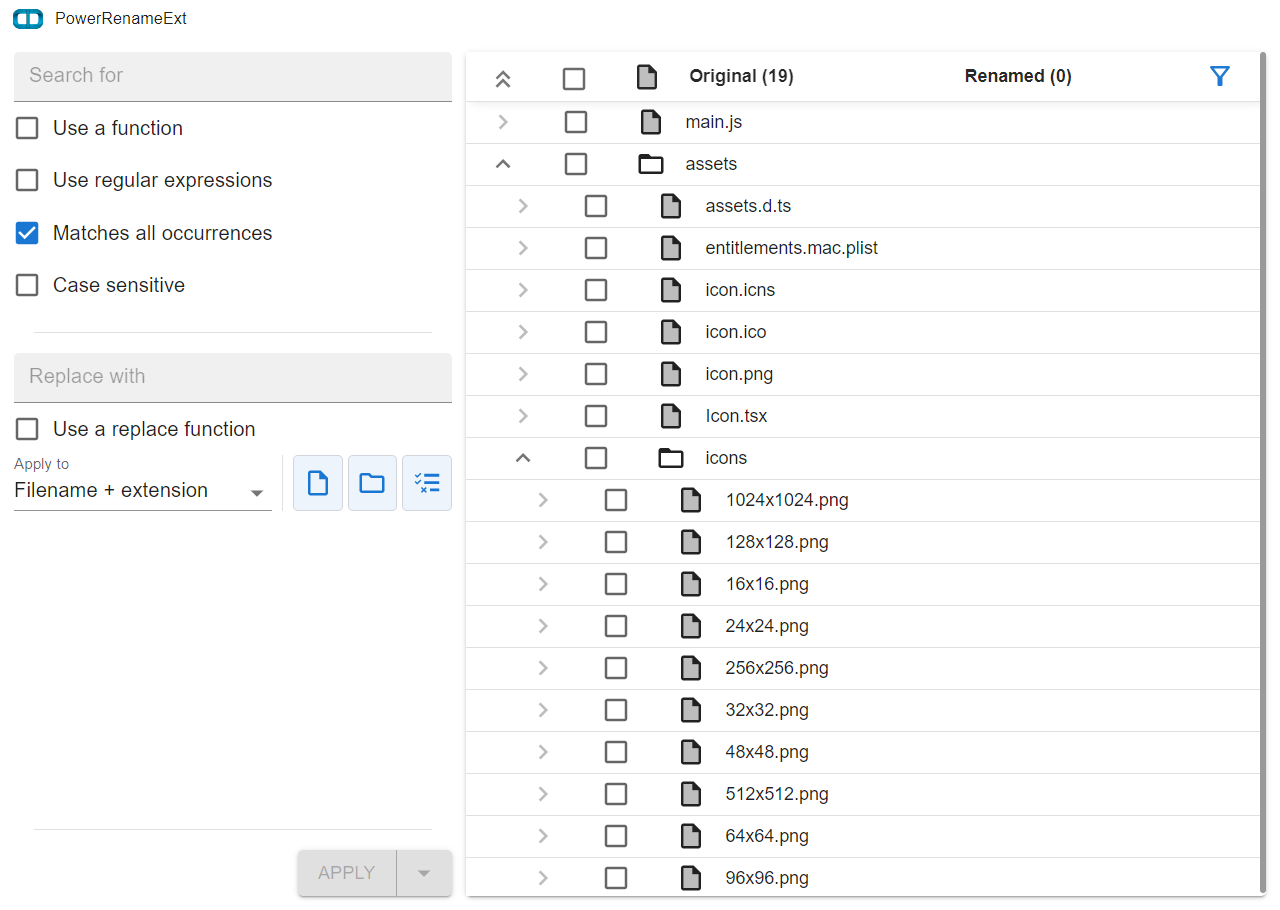 PowerRenameExt
Search for
Use a function
Use regular expressions
Matches all occurrences
Case sensitive
Replace with
Use a replace function
Apply to
Filename + extension
APPLY
Original (19) Renamed (0)
main.js
assets
assets.d.ts
entitlements.mac.plist
icon.icns
icon.ico
icon.png
Icon.tsx
icons
1024x1024.png
128x128.png
16x16.png
24x24.png
256x256.png
32x32.png
48x48.png
512x512.png
64x64.png
96x96.png